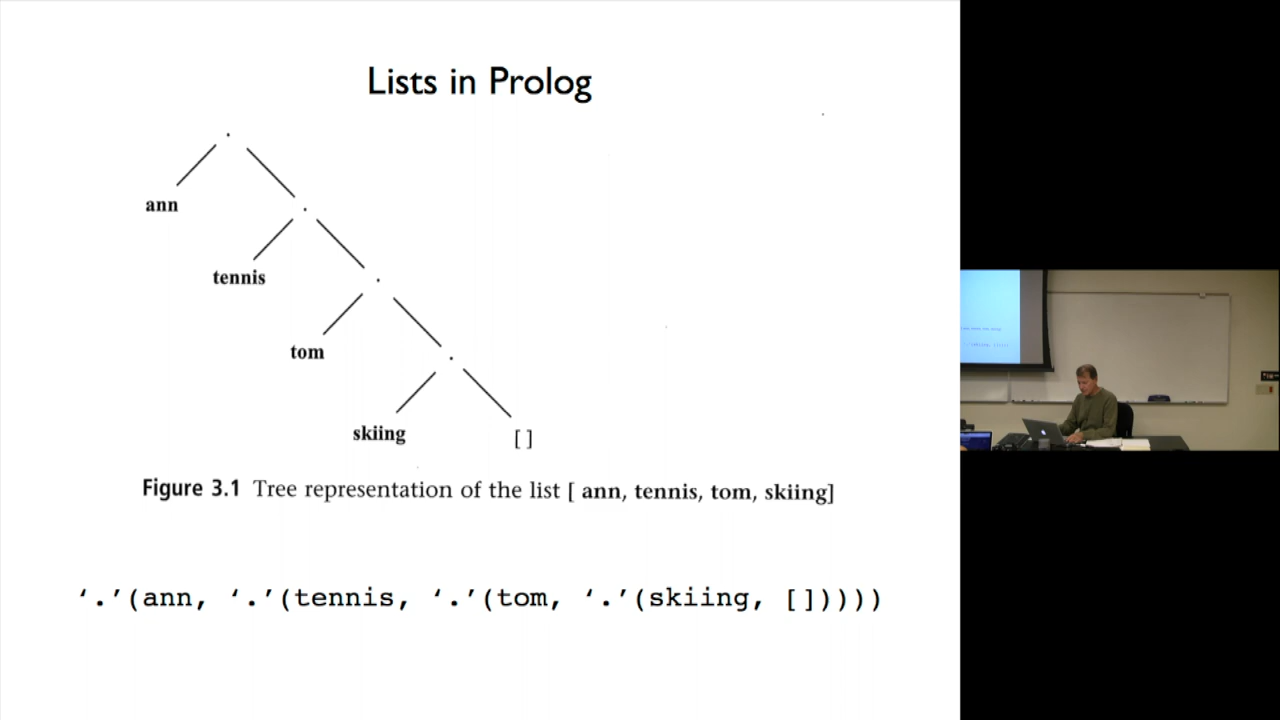 Lists in Prolog
.
ann
.
tennis
.
tom
.
skiing
[ ]
Figure 3.1 Tree representation of the list [ ann, tennis, tom, skiing]
‘.’(ann, ‘.’(tennis, ‘.’(tom, ‘.’(skiing, []))))